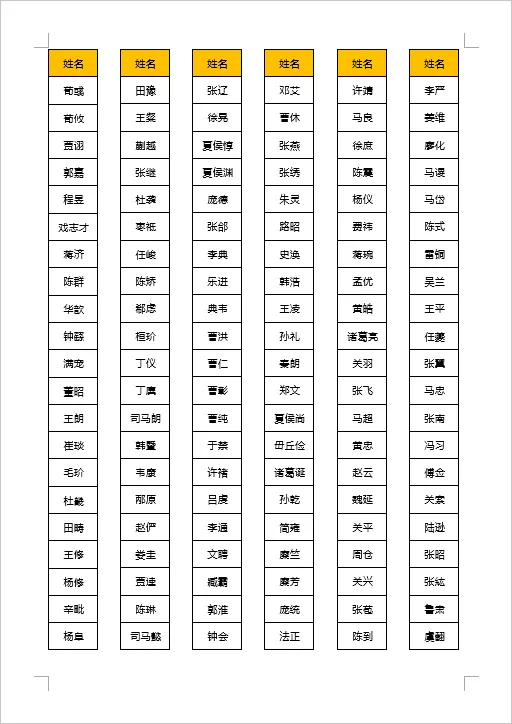 姓名 姓名 姓名 姓名 姓名 姓名
荀彧 田豫 张辽 邓艾 许靖 李严
荀攸 王粲 徐晃 曹休 马良 姜维
贾诩 蒯越 夏侯惇 张燕 徐庶 廖化
郭嘉 张继 夏侯渊 张绣 陈震 马谡
程昱 杜袭 庞德 朱灵 杨仪 马岱
戏志才 枣祗 张郃 路昭 费祎 陈式
蒋济 任峻 李典 史涣 蒋琬 雷铜
陈群 陈矫 乐进 韩浩 孟优 吴兰
华歆 郗虑 典韦 王凌 黄皓 王平
钟繇 桓玠 曹洪 孙礼 诸葛亮 任夔
满宠 丁仪 曹仁 秦朗 关羽 张翼
董昭 丁廙 曹彰 郑文 张飞 马忠
王朗 司马朗 曹纯 夏侯尚 马超 张南
崔琰 韩暨 于禁 毌丘俭 黄忠 冯习
毛玠 韦康 许褚 诸葛诞 赵云 傅佥
杜畿 邴原 吕虔 孙乾 魏延 关索
田畴 赵俨 李通 简雍 关平 陆逊
王修 娄圭 文聘 糜竺 周仓 张昭
杨修 贾逵 臧霸 糜芳 关兴 张紘
辛毗 陈琳 郭淮 庞统 张苞 鲁肃
杨阜 司马懿 钟会 法正 陈到 虞翻